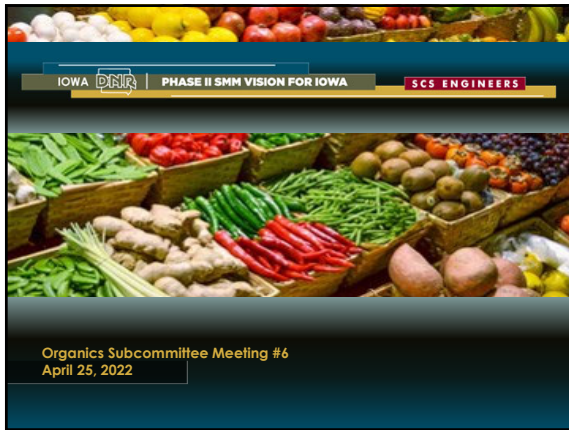 IOWA DNR PHASE II SMM VISION FOR IOWA SCS ENGINEERS
Organics Subcommittee Meeting #6
April 25, 2022